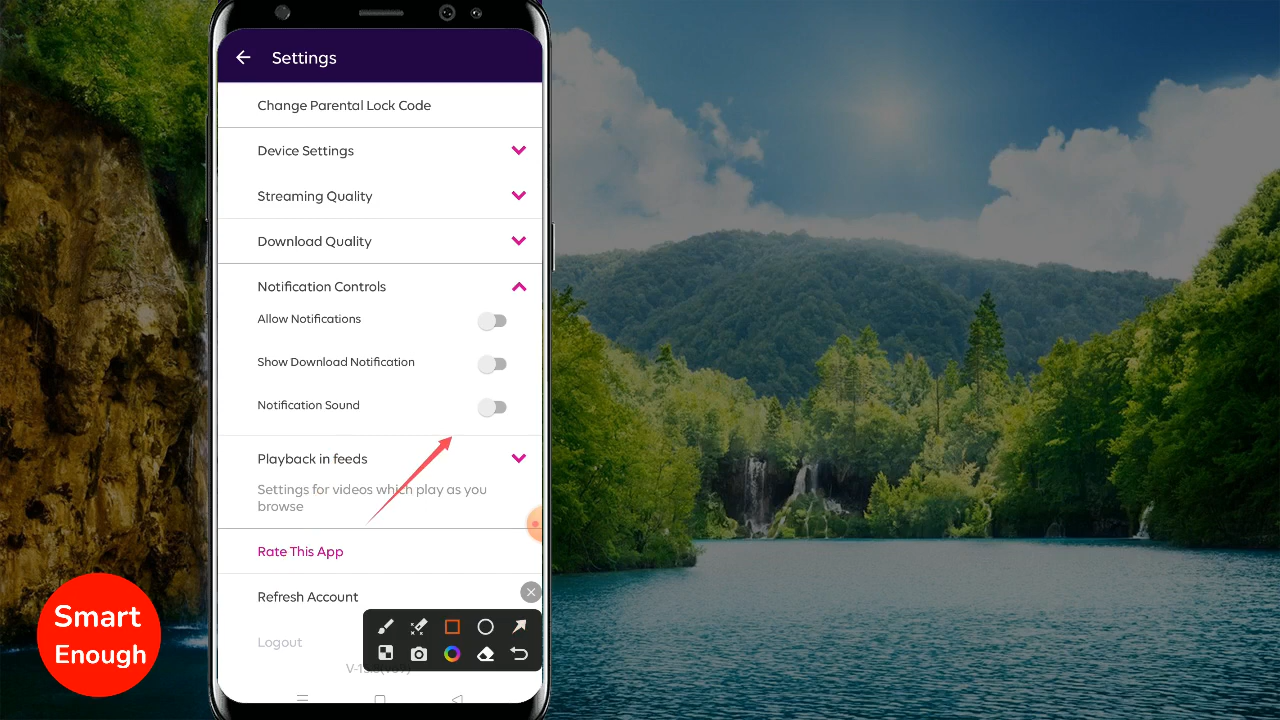 Settings
Change Parental Lock Code
Device Settings
Streaming Quality
Download Quality
Notification Controls
Allow Notifications
Show Download Notification
Notification Sound
Playback in feeds
Settings for videos which play as you
browse
Rate This App
Refresh Account
Logout
Smart
Enough